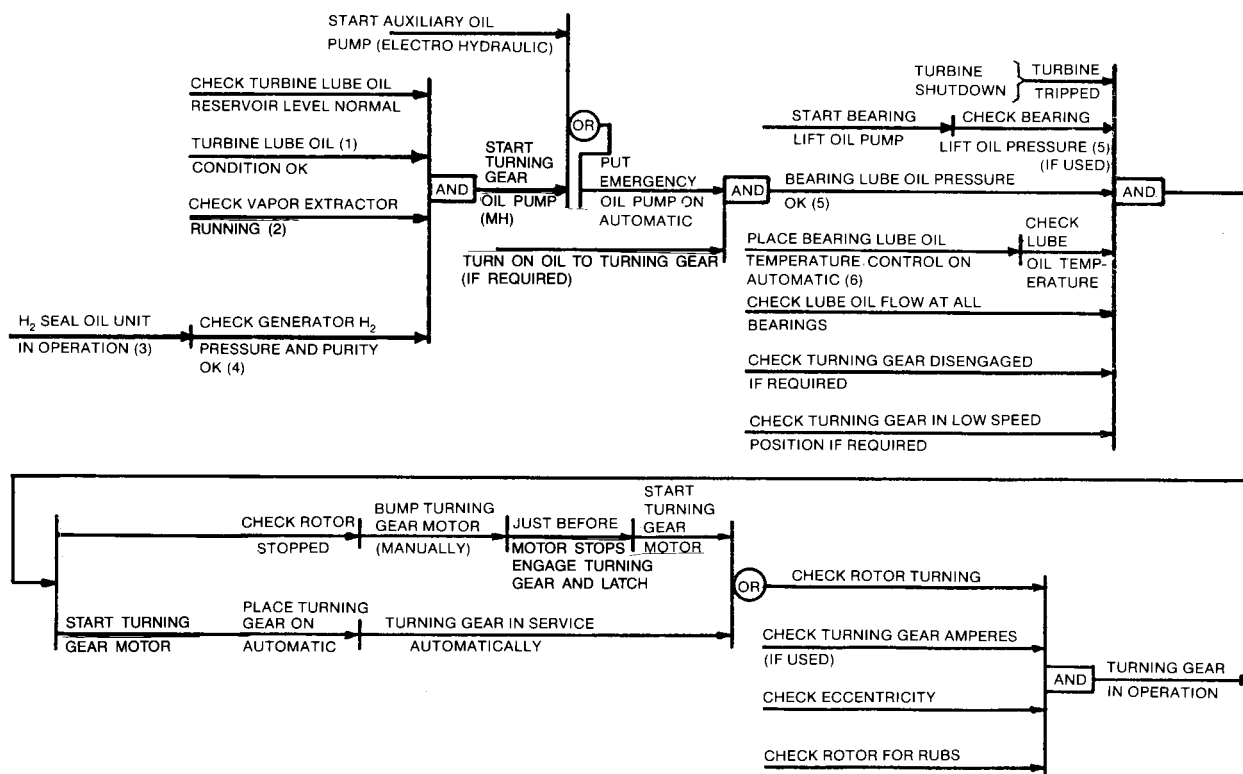 START AUXILIARY OIL
PUMP (ELECTRO HYDRAULIC)
CHECK TURBINE LUBE OIL
RESERVOIR LEVEL NORMAL
TURBINE LUBE OIL (1)
CONDITION OK
CHECK VAPOR EXTRACTOR
RUNNING (2)
H2 SEAL OIL UNIT
IN OPERATION (3)
CHECK GENERATOR H2
PRESSURE AND PURITY
OK (4)
AND
START
TURNING
GEAR
OIL PUMP
(MH)
OR
PUT
EMERGENCY
OIL PUMP ON
AUTOMATIC
TURN ON OIL TO TURNING GEAR
(IF REQUIRED)
AND
TURBINE
SHUTDOWN
TURBINE
TRIPPED
START BEARING
LIFT OIL PUMP
CHECK BEARING
LIFT OIL PRESSURE (5)
(IF USED)
BEARING LUBE OIL PRESSURE
OK (5)
PLACE BEARING LUBE OIL
TEMPERATURE CONTROL ON
AUTOMATIC (6)
CHECK
LUBE
OIL TEMP-
ERATURE
CHECK LUBE OIL FLOW AT ALL
BEARINGS
CHECK TURNING GEAR DISENGAGED
IF REQUIRED
CHECK TURNING GEAR IN LOW SPEED
POSITION IF REQUIRED
AND
CHECK ROTOR
STOPPED
BUMP TURNING
GEAR MOTOR
(MANUALLY)
JUST BEFORE
MOTOR STOPS
ENGAGE TURNING
GEAR AND LATCH
START
TURNING
GEAR
MOTOR
START TURNING
GEAR MOTOR
PLACE TURNING
GEAR ON
AUTOMATIC
TURNING GEAR IN SERVICE
AUTOMATICALLY
OR
CHECK ROTOR TURNING
CHECK TURNING GEAR AMPERES
(IF USED)
CHECK ECCENTRICITY
CHECK ROTOR FOR RUBS
AND
TURNING GEAR
IN OPERATION